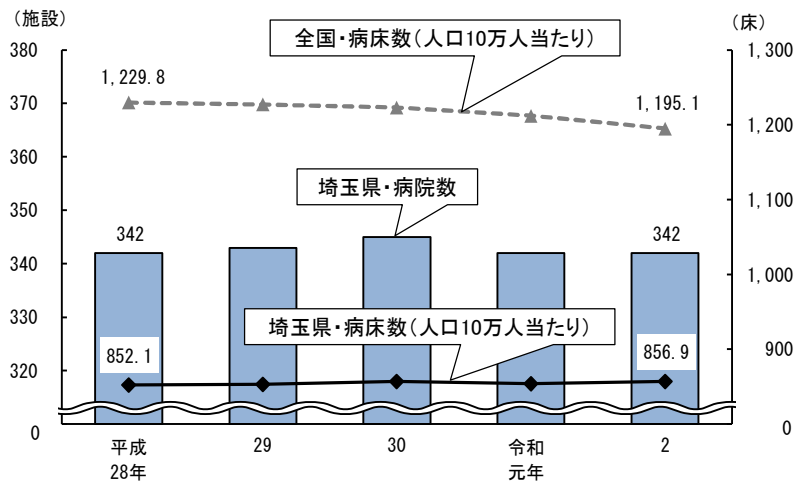 （施設）
（床）
全国・病床数（人口10万人当たり）
380
370
360
350
340
330
320
0
1,300
1,200
1,100
1,000
900
0
1,229.8
1,195.1
埼玉県・病院数
342
342
埼玉県・病床数（人口10万人当たり）
852.1
856.9
平成
28年
29
30
令和
元年
2